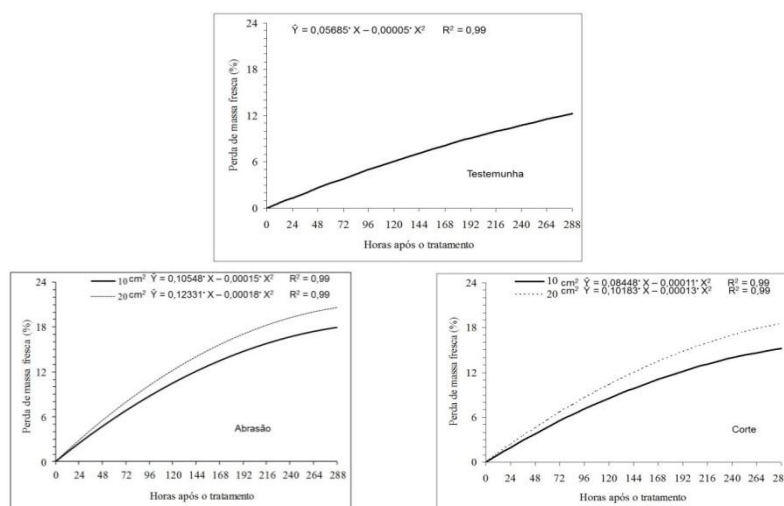 Ŷ = 0,05685* X – 0,00005* X² R² = 0,99
24
18
12
6
0
Perda de massa fresca (%)
Testemunha
0 24 48 72 96 120 144 168 192 216 240 264 288
Horas após o tratamento
10 cm² Ŷ = 0,10548* X – 0,00015* X² R² = 0,99
20 cm² Ŷ = 0,12331* X – 0,00018* X² R² = 0,99
24
18
12
6
0
Perda de massa fresca (%)
Abrasão
0 24 48 72 96 120 144 168 192 216 240 264 288
Horas após o tratamento
10 cm² Ŷ = 0,08448* X – 0,00011* X² R² = 0,99
20 cm² Ŷ = 0,10183* X – 0,00013* X² R² = 0,99
24
18
12
6
0
Perda de massa fresca (%)
Corte
0 24 48 72 96 120 144 168 192 216 240 264 28
Horas após o tratamento